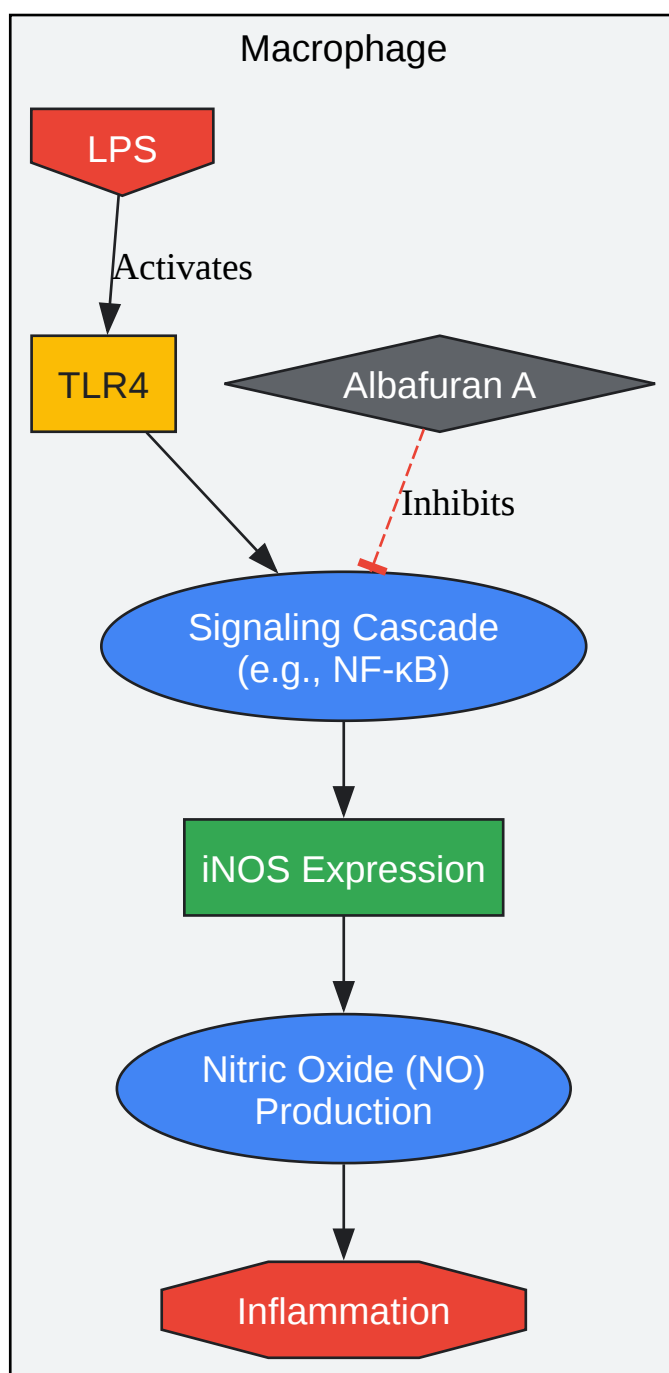 Macrophage
LPS
Activates
TLR4
Albafuran A
Inhibits
Signaling Cascade
(e.g., NF-κB)
iNOS Expression
Nitric Oxide (NO)
Production
Inflammation